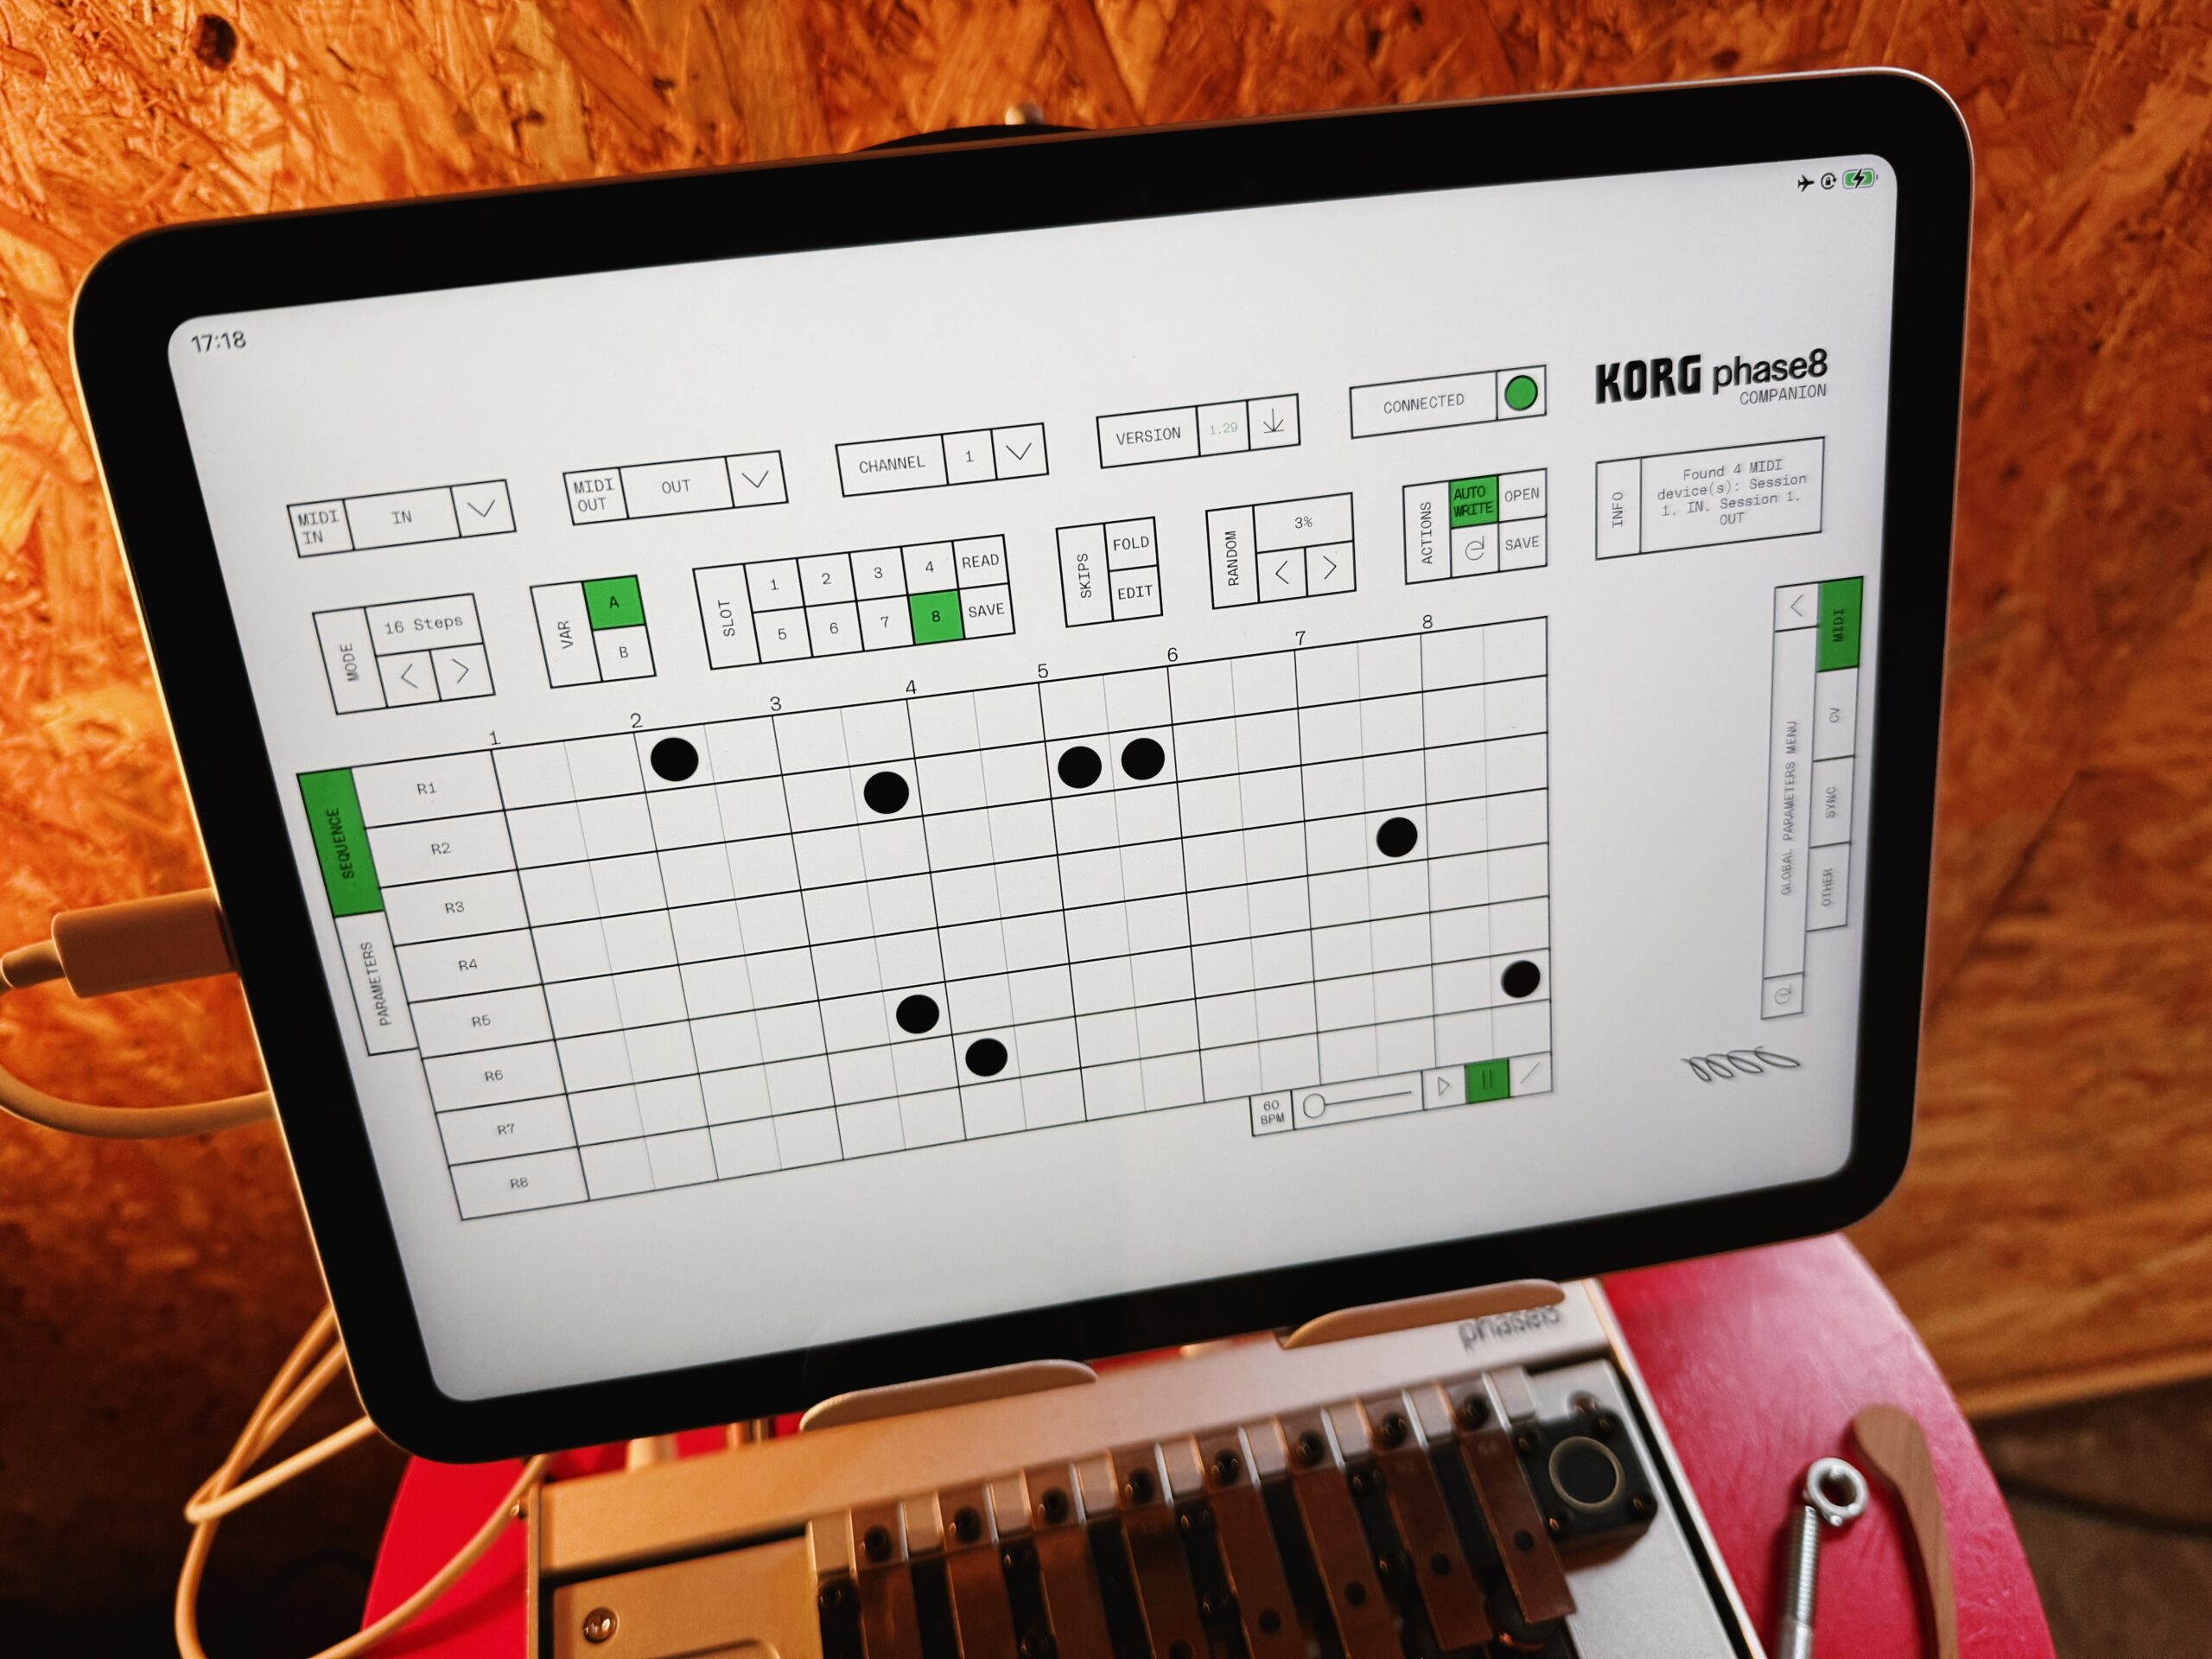 17:18
KORG phase8
COMPANION
MIDI IN
IN
MIDI OUT
OUT
CHANNEL
1
VERSION
1.29
CONNECTED
INFO
Found 4 MIDI
device(s): Session
1. IN. Session 1.
OUT
MODE
16 Steps
VAR
A
B
SLOT
1 2 3 4 READ
5 6 7 8 SAVE
SKIPS
FOLD
EDIT
RANDOM
3%
ACTIONS
AUTO WRITE
OPEN
SAVE
1 2 3 4 5 6 7 8
SEQUENCE
PARAMETERS
R1
R2
R3
R4
R5
R6
R7
R8
60
BPM
GLOBAL PARAMETERS MENU
MIDI
CV
SYNC
OTHER
phase8